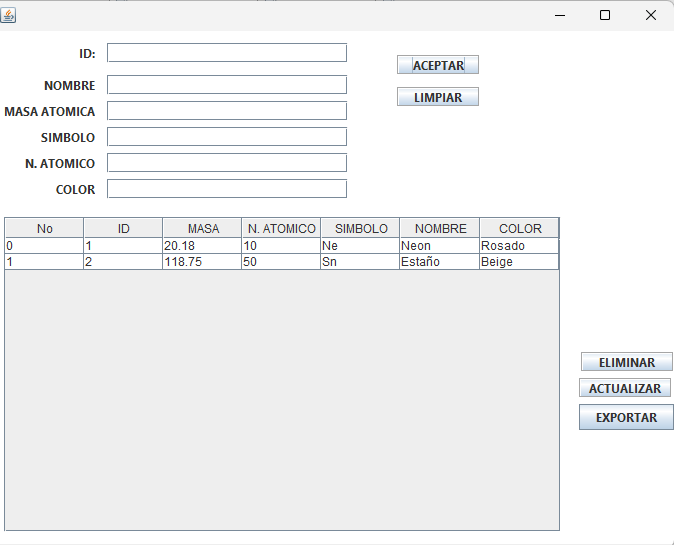 ID:
ACEPTAR
NOMBRE
LIMPIAR
MASA ATOMICA
SIMBOLO
N. ATOMICO
COLOR
No ID MASA N. ATOMICO SIMBOLO NOMBRE COLOR
0 1 20.18 10 Ne Neon Rosado
1 2 118.75 50 Sn Estaño Beige
ELIMINAR
ACTUALIZAR
EXPORTAR